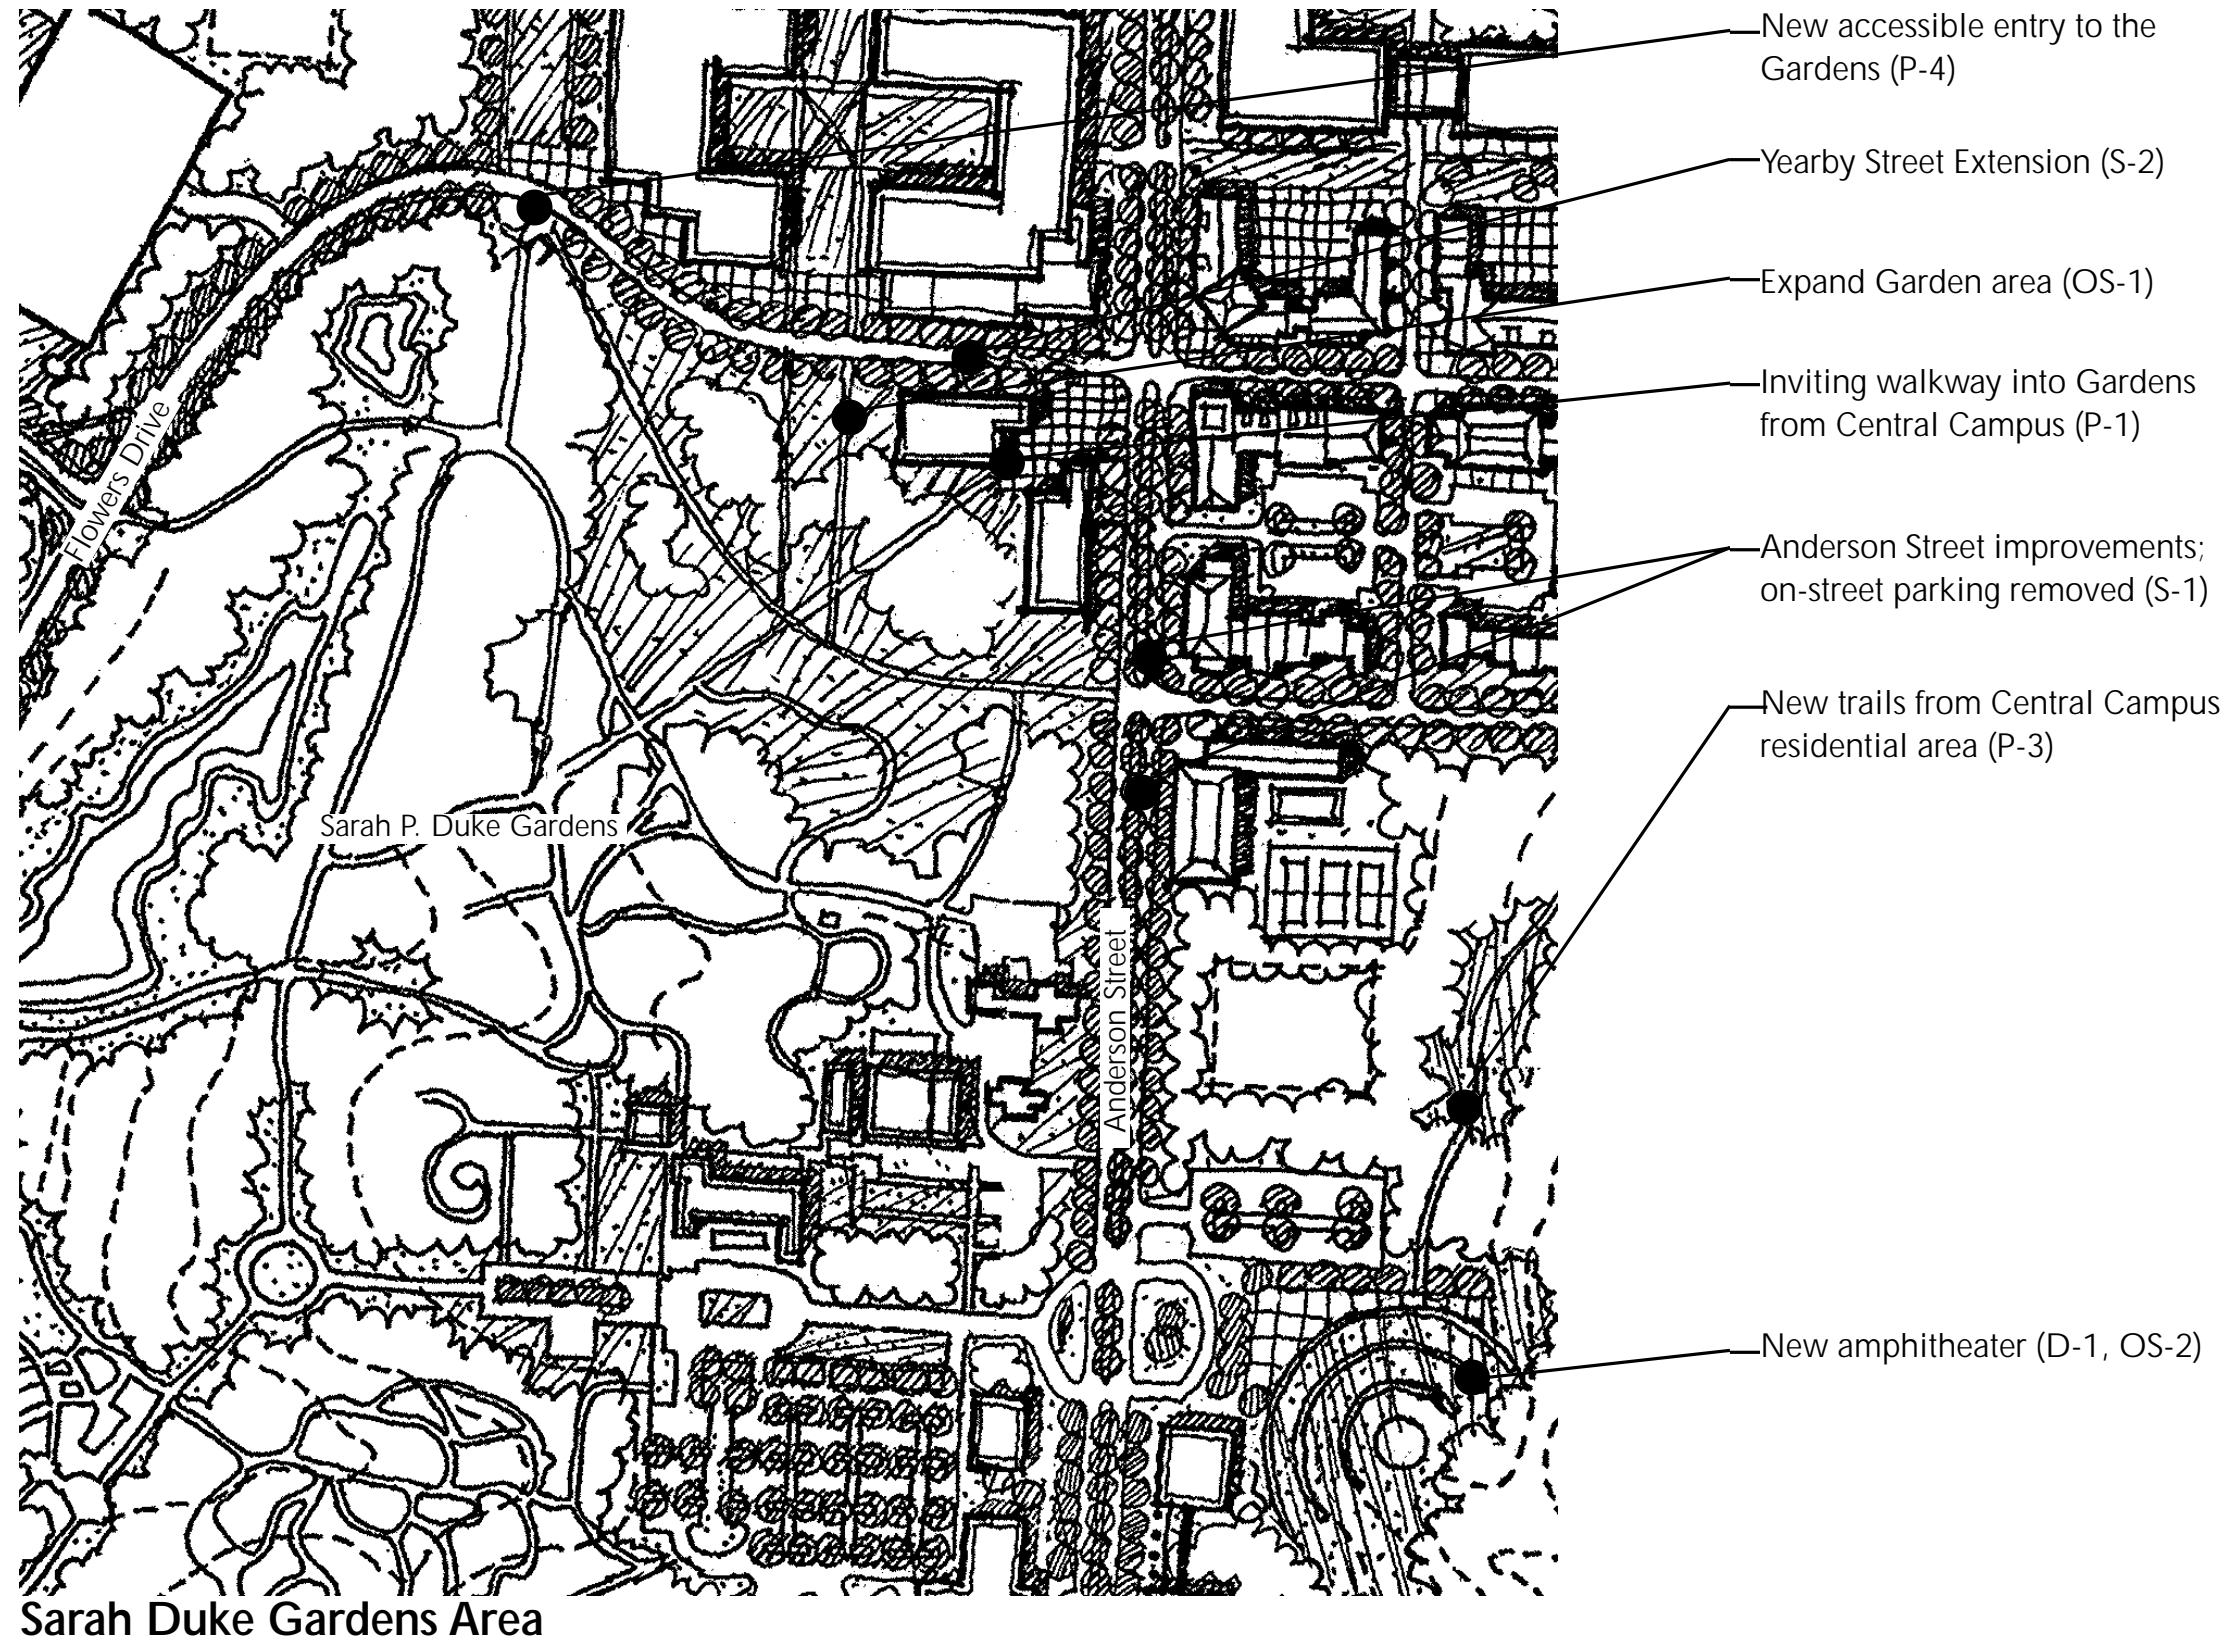 New accessible entry to the
Gardens (P-4)
Yearby Street Extension (S-2)
Expand Garden area (OS-1)
Inviting walkway into Gardens
from Central Campus (P-1)
Anderson Street improvements;
on-street parking removed (S-1)
New trails from Central Campus
residential area (P-3)
New amphitheater (D-1, OS-2)
Flowers Drive
Sarah P. Duke Gardens
Anderson Street
Sarah Duke Gardens Area